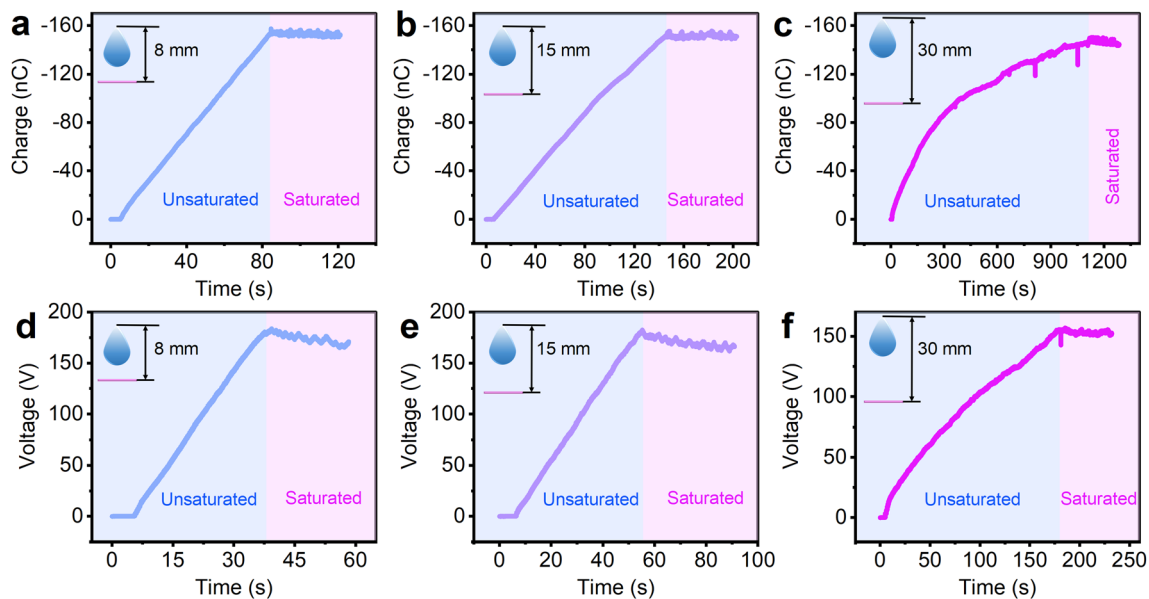 a
8 mm
Charge (nC)
-160
-120
-80
-40
0
Unsaturated
Saturated
0 40 80 120
Time (s)
b
15 mm
Charge (nC)
-160
-120
-80
-40
0
Unsaturated
Saturated
0 40 80 120 160 200
Time (s)
c
30 mm
Charge (nC)
-160
-120
-80
-40
0
Unsaturated
Saturated
0 300 600 900 1200
Time (s)
d
8 mm
Voltage (V)
200
150
100
50
0
Unsaturated
Saturated
0 15 30 45 60
Time (s)
e
15 mm
Voltage (V)
200
150
100
50
0
Unsaturated
Saturated
0 20 40 60 80 100
Time (s)
f
30 mm
Voltage (V)
150
100
50
0
Unsaturated
Saturated
0 50 100 150 200 250
Time (s)